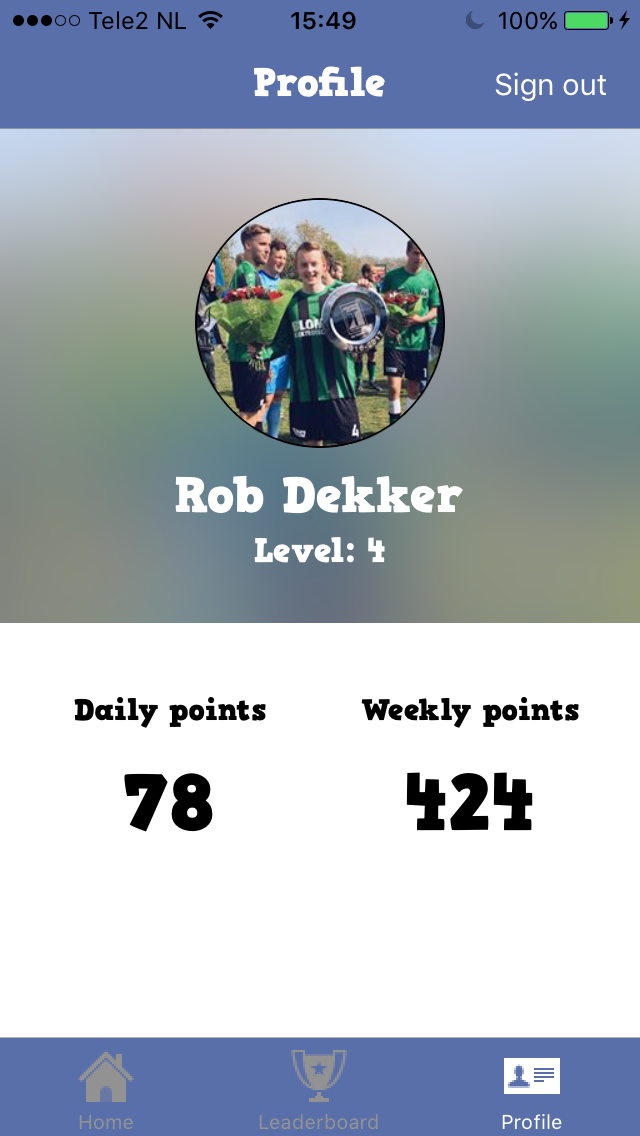 Tele2 NL 15:49 100%
Profile Sign out
Rob Dekker
Level: 4
Daily points Weekly points
78 424
Home Leaderboard Profile